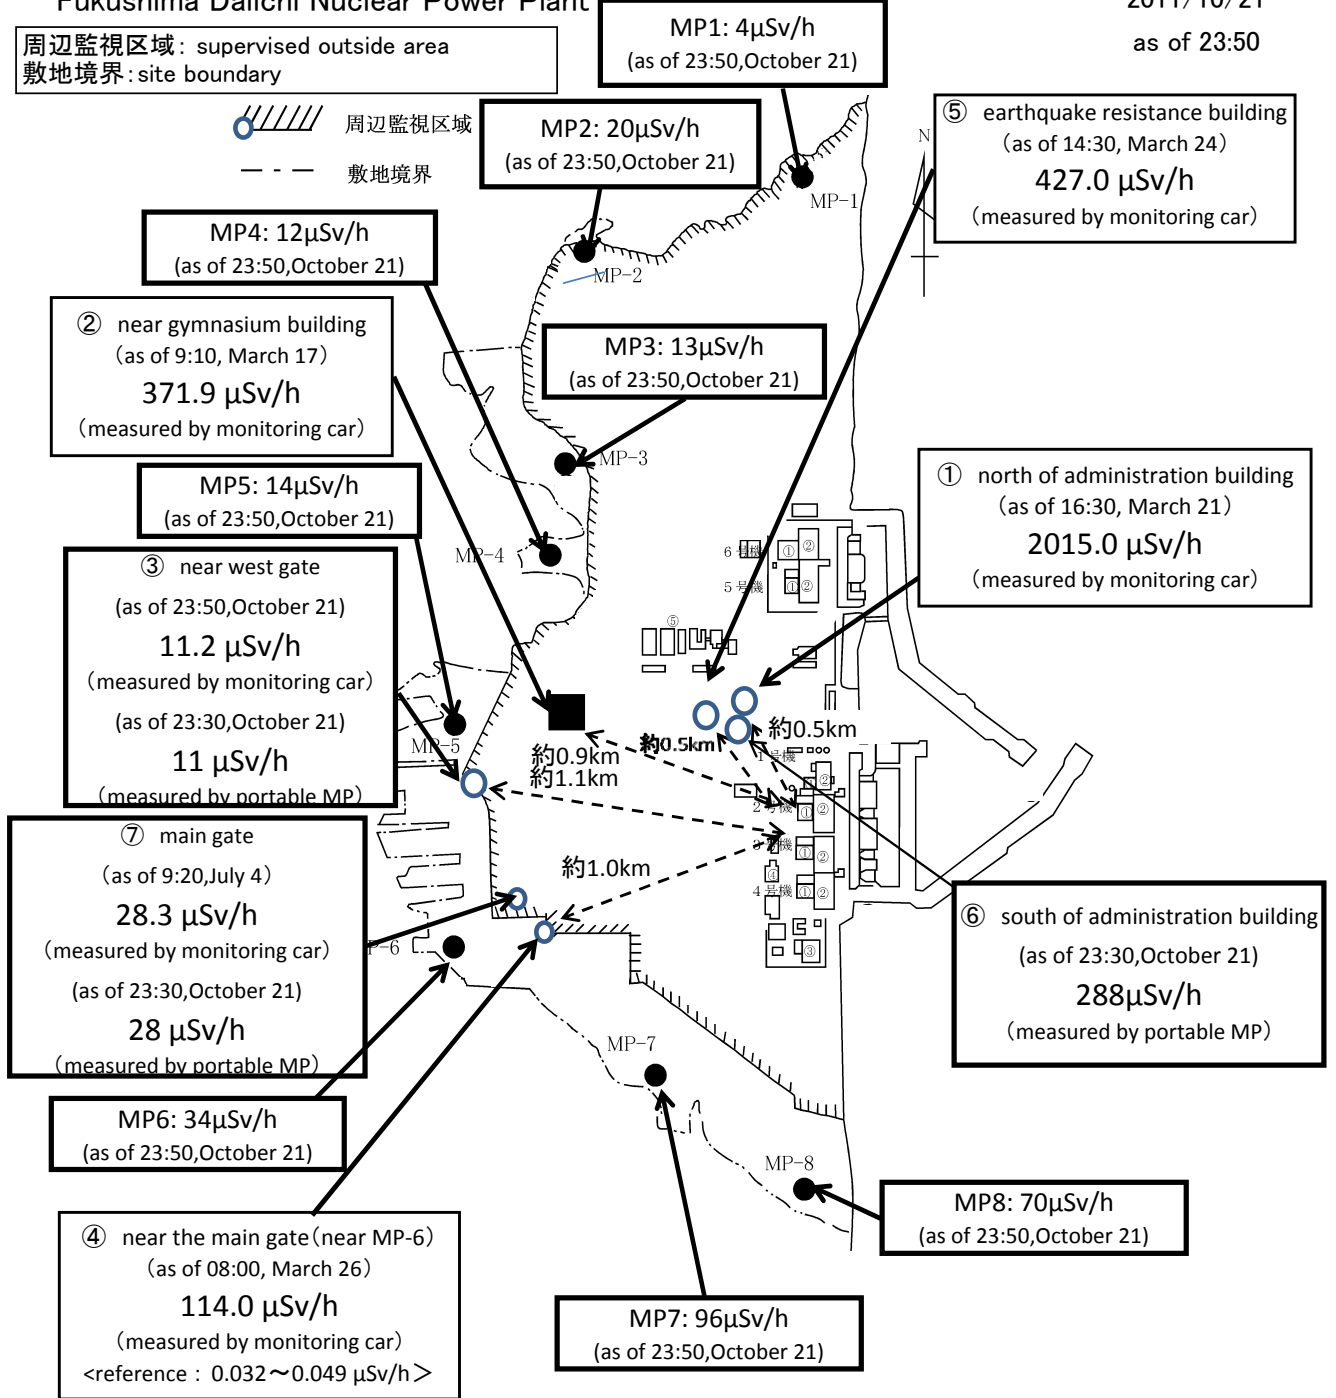 Fukushima Daiichi Nuclear Power Plant
2011/10/21
as of 23:50
周辺監視区域: supervised outside area
敷地境界:site boundary
周辺監視区域
敷地境界
MP1: 4μSv/h
(as of 23:50,October 21)
MP2: 20μSv/h
(as of 23:50,October 21)
⑤ earthquake resistance building
(as of 14:30, March 24)
427.0 μSv/h
(measured by monitoring car)
N
MP-1
MP4: 12μSv/h
(as of 23:50,October 21)
MP-2
② near gymnasium building
(as of 9:10, March 17)
371.9 μSv/h
(measured by monitoring car)
MP3: 13μSv/h
(as of 23:50,October 21)
MP-3
MP5: 14μSv/h
(as of 23:50,October 21)
① north of administration building
(as of 16:30, March 21)
2015.0 μSv/h
(measured by monitoring car)
MP-4
③ near west gate
(as of 23:50,October 21)
11.2 μSv/h
(measured by monitoring car)
(as of 23:30,October 21)
11 μSv/h
(measured by portable MP)
6号機
① ②
5号機
① ②
⑤
MP-5
約0.9km
約1.1km
約0.5km
約0.5km
1号機
②
2号機
① ②
3号機
① ②
④
4号機
① ②
③
約1.0km
⑦ main gate
(as of 9:20,July 4)
28.3 μSv/h
(measured by monitoring car)
(as of 23:30,October 21)
28 μSv/h
(measured by portable MP)
P-6
⑥ south of administration building
(as of 23:30,October 21)
288μSv/h
(measured by portable MP)
MP-7
MP6: 34μSv/h
(as of 23:50,October 21)
MP-8
MP8: 70μSv/h
(as of 23:50,October 21)
④ near the main gate(near MP-6)
(as of 08:00, March 26)
114.0 μSv/h
(measured by monitoring car)
<reference : 0.032～0.049 μSv/h＞
MP7: 96μSv/h
(as of 23:50,October 21)